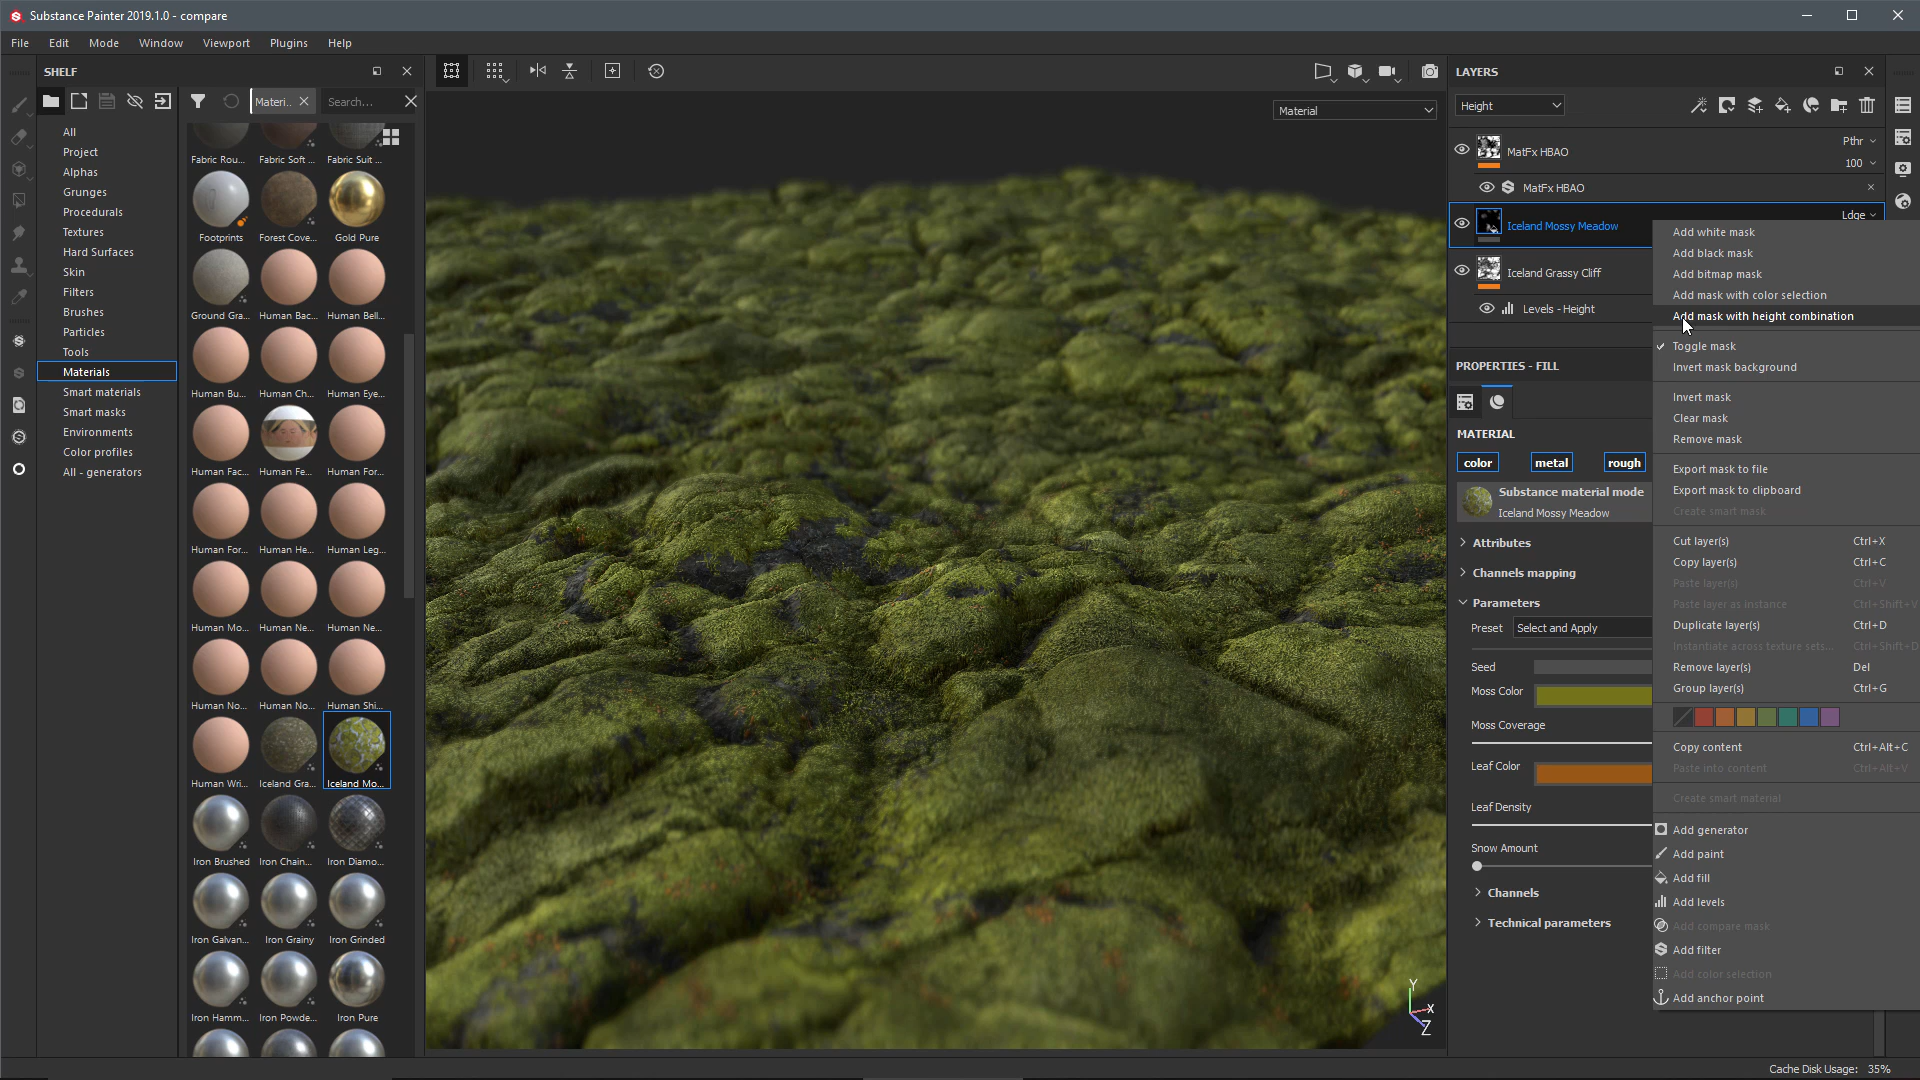 Substance Painter 2019.1.0 - compare
File Edit Mode Window Viewport Plugins Help
SHELF
Materi..
Search...
All
Project
Alphas
Grunges
Procedurals
Textures
Hard Surfaces
Skin
Filters
Brushes
Particles
Tools
Materials
Smart materials
Smart masks
Environments
Color profiles
All - generators
Fabric Rou... Fabric Soft ... Fabric Suit ...
Footprints Forest Cove... Gold Pure
Ground Gra... Human Bac... Human Bell...
Human Bu... Human Ch... Human Eye...
Human Fac... Human Fe... Human For...
Human For... Human He... Human Leg...
Human Mo... Human Ne... Human Ne...
Human No... Human No... Human Shi...
Human Wri... Iceland Gra... Iceland Mo...
Iron Brushed Iron Chain... Iron Diamo...
Iron Galvan... Iron Grainy Iron Grinded
Iron Hamm... Iron Powde... Iron Pure
Material
Y
X
Z
LAYERS
Height
MatFx HBAO
Pthr
100
MatFx HBAO
Iceland Mossy Meadow
Ldge
Iceland Grassy Cliff
Levels - Height
PROPERTIES - FILL
MATERIAL
color metal rough
Substance material mode
Iceland Mossy Meadow
Attributes
Channels mapping
Parameters
Preset Select and Apply
Seed
Moss Color
Moss Coverage
Leaf Color
Leaf Density
Snow Amount
Channels
Technical parameters
Add white mask
Add black mask
Add bitmap mask
Add mask with color selection
Add mask with height combination
Toggle mask
Invert mask background
Invert mask
Clear mask
Remove mask
Export mask to file
Export mask to clipboard
Create smart mask
Cut layer(s) Ctrl+X
Copy layer(s) Ctrl+C
Paste layer(s) Ctrl+V
Paste layer as instance Ctrl+Shift+V
Duplicate layer(s) Ctrl+D
Instantiate across texture sets... Ctrl+Shift+D
Remove layer(s) Del
Group layer(s) Ctrl+G
Copy content Ctrl+Alt+C
Paste into content Ctrl+Alt+V
Create smart material
Add generator
Add paint
Add fill
Add levels
Add compare mask
Add filter
Add color selection
Add anchor point
Cache Disk Usage: 35%